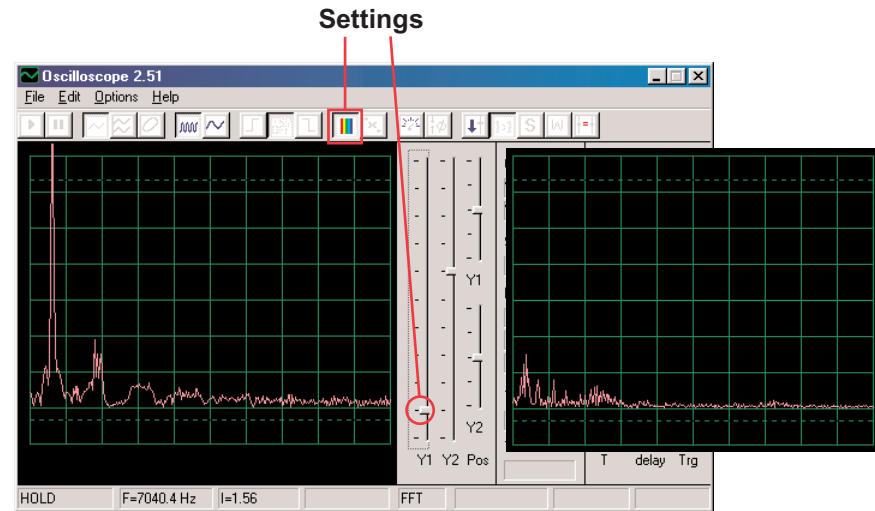 Settings
Oscilloscope 2.51
File Edit Options Help
S W
Y1
Y2
Y1 Y2 Pos
T delay Trg
HOLD F=7040.4 Hz I=1.56 FFT